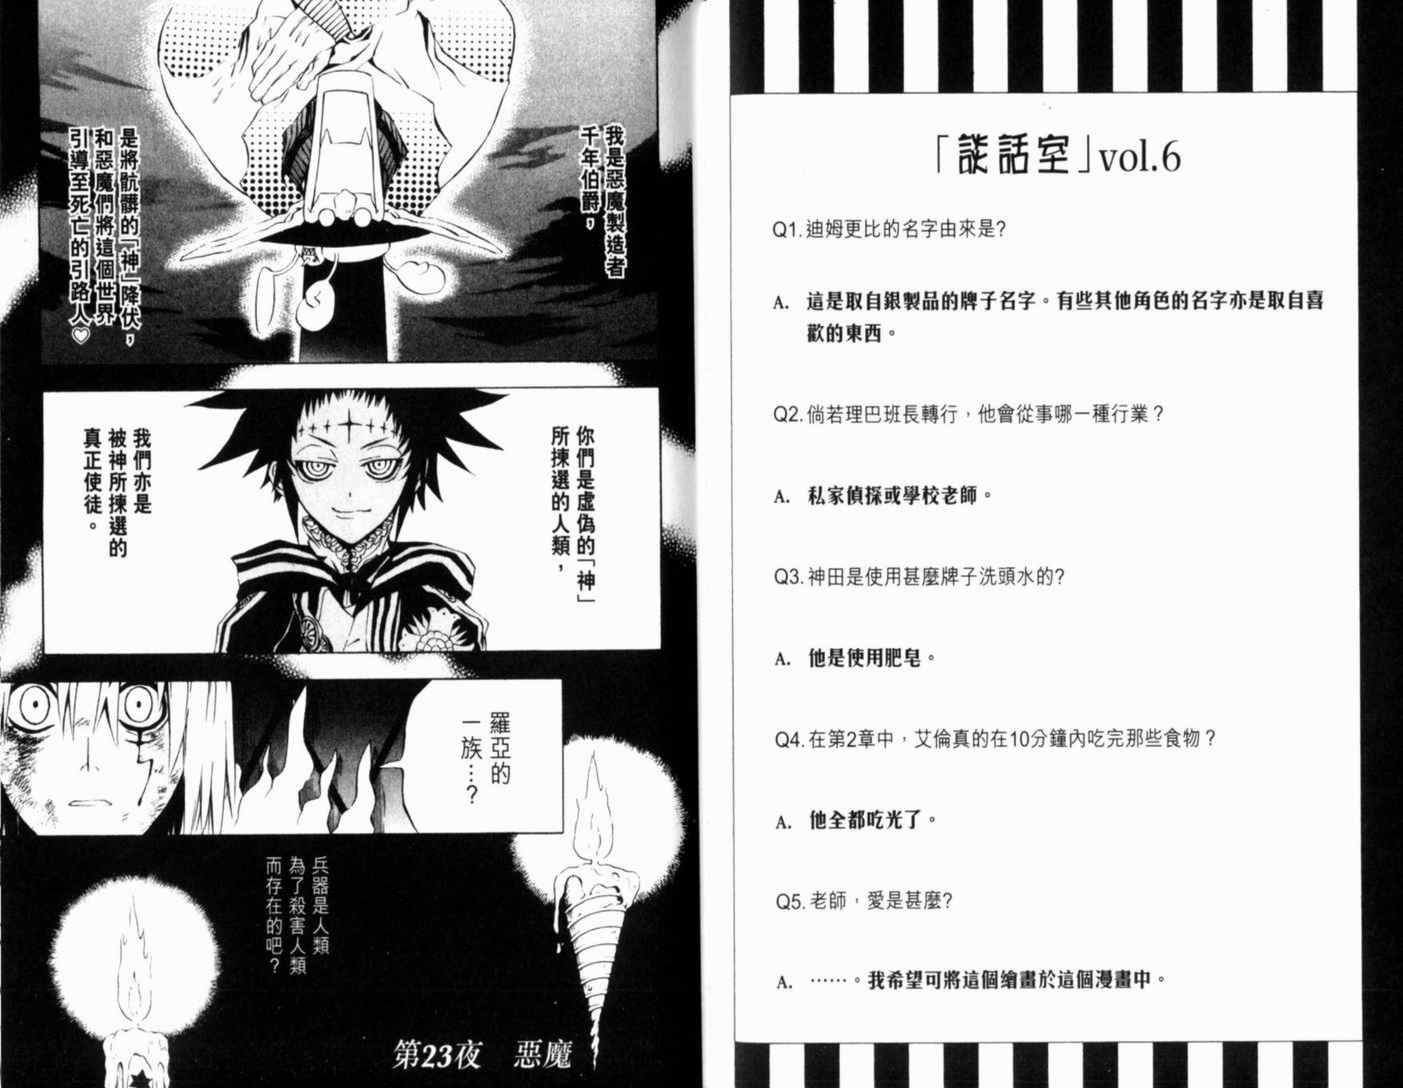 「談話室」vol.6
Q1.迪姆更比的名字由來是?
A. 這是取自銀製品的牌子名字。有些其他角色的名字亦是取自喜
歡的東西。
Q2.倘若理巴班長轉行，他會從事哪一種行業？
A. 私家偵探或學校老師。
Q3.神田是使用甚麼牌子洗頭水的?
A. 他是使用肥皂。
Q4.在第2章中，艾倫真的在10分鐘內吃完那些食物？
A. 他全都吃光了。
Q5.老師，愛是甚麼?
A. ……。我希望可將這個繪畫於這個漫畫中。
我是惡魔製造者
千年伯爵，
是將骯髒的「神」降伏，
和惡魔們將這個世界
引導至死亡的引路人♡
你們是虛偽的「神」
所揀選的人類，
我們亦是
被神所揀選的
真正使徒。
羅亞的
一族…？
兵器是人類
為了殺害人類
而存在的吧？
第23夜　惡魔